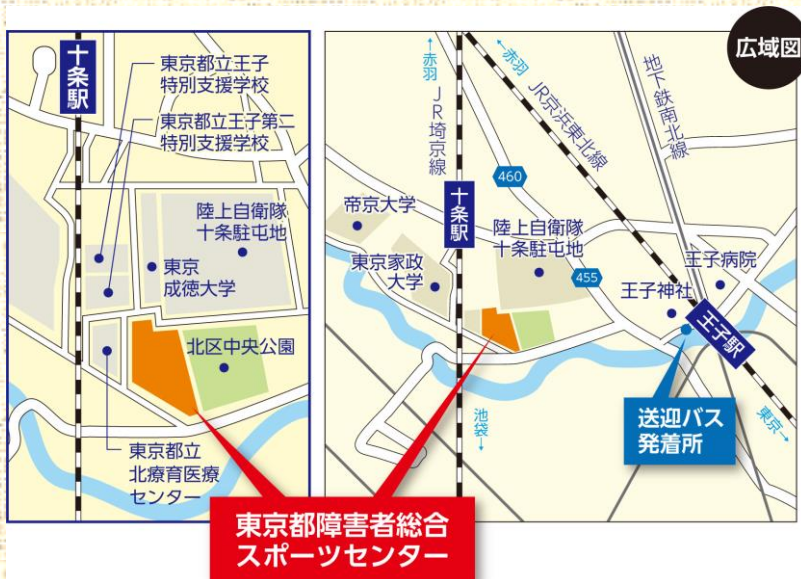 広域図
十条駅
東京都立王子
特別支援学校
東京都立王子第二
特別支援学校
陸上自衛隊
十条駐屯地
東京
成徳大学
北区中央公園
東京都立
北療育医療
センター
←赤羽
JR埼京線
←赤羽
JR京浜東北線
地下鉄南北線
460
十条駅
帝京大学
陸上自衛隊
十条駐屯地
東京家政
大学
455
王子病院
王子神社
王子駅
池袋→
送迎バス
発着所
東京→
東京都障害者総合
スポーツセンター